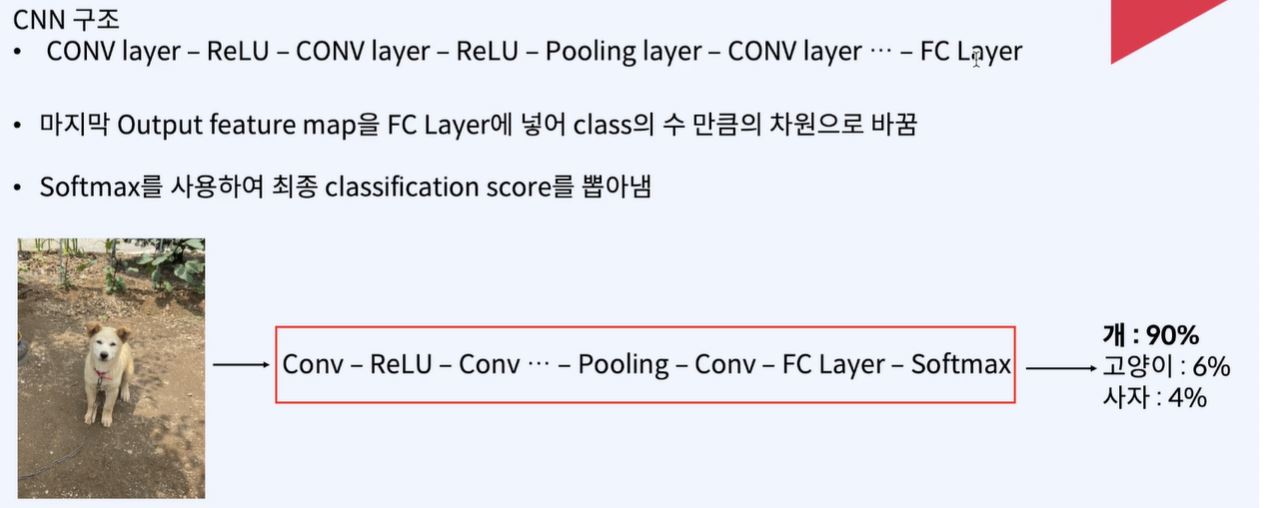 CNN 구조
• CONV layer – ReLU – CONV layer – ReLU – Pooling layer – CONV layer ⋯ – FC Layer
• 마지막 Output feature map을 FC Layer에 넣어 class의 수 만큼의 차원으로 바꿈
• Softmax를 사용하여 최종 classification score를 뽑아냄
Conv – ReLU – Conv ⋯ – Pooling – Conv – FC Layer – Softmax
개 : 90%
고양이 : 6%
사자 : 4%